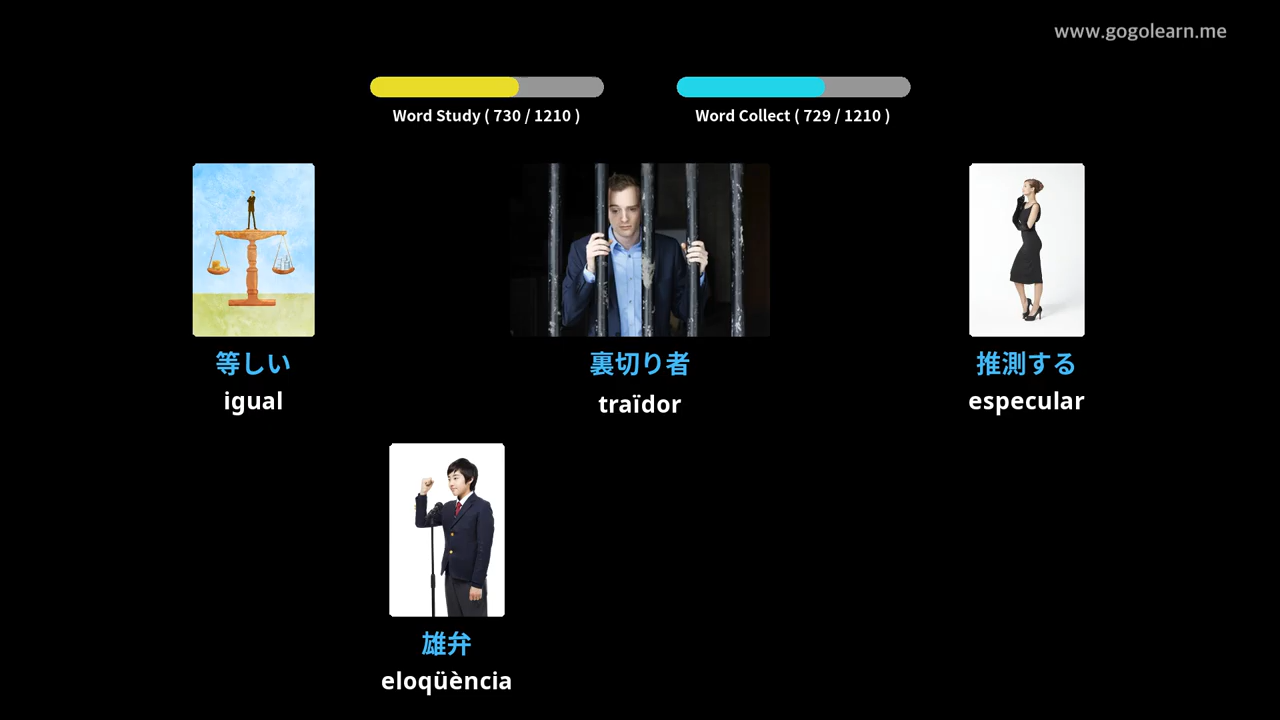 www.gogolearn.me
Word Study ( 730 / 1210 )
Word Collect ( 729 / 1210 )
等しい
igual
裏切り者
traïdor
推測する
especular
雄弁
eloqüència